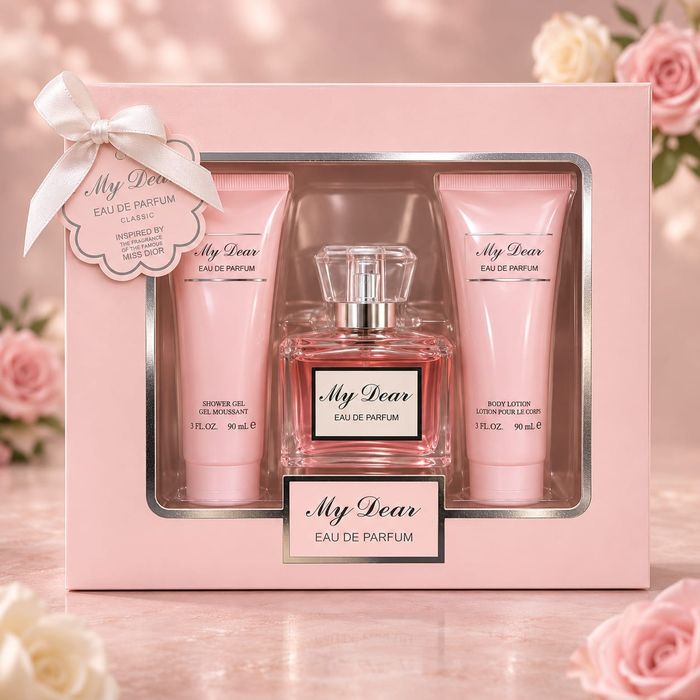 My Dear
EAU DE PARFUM
CLASSIC
INSPIRED BY
THE FRAGRANCE
OF THE FAMOUS
MISS DIOR
My Dear
EAU DE PARFUM
SHOWER GEL
GEL MOUSSANT
3 FL.OZ. 90 mL e
My Dear
EAU DE PARFUM
My Dear
EAU DE PARFUM
BODY LOTION
LOTION POUR LE CORPS
3 FL.OZ. 90 mL e
My Dear
EAU DE PARFUM